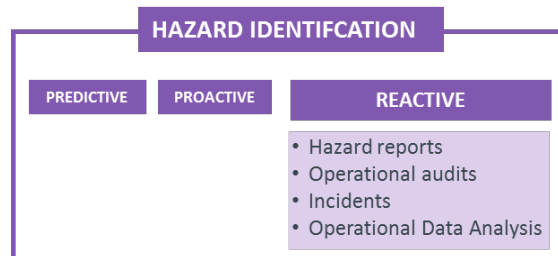 HAZARD IDENTIFCATION
PREDICTIVE
PROACTIVE
REACTIVE
• Hazard reports
• Operational audits
• Incidents
• Operational Data Analysis